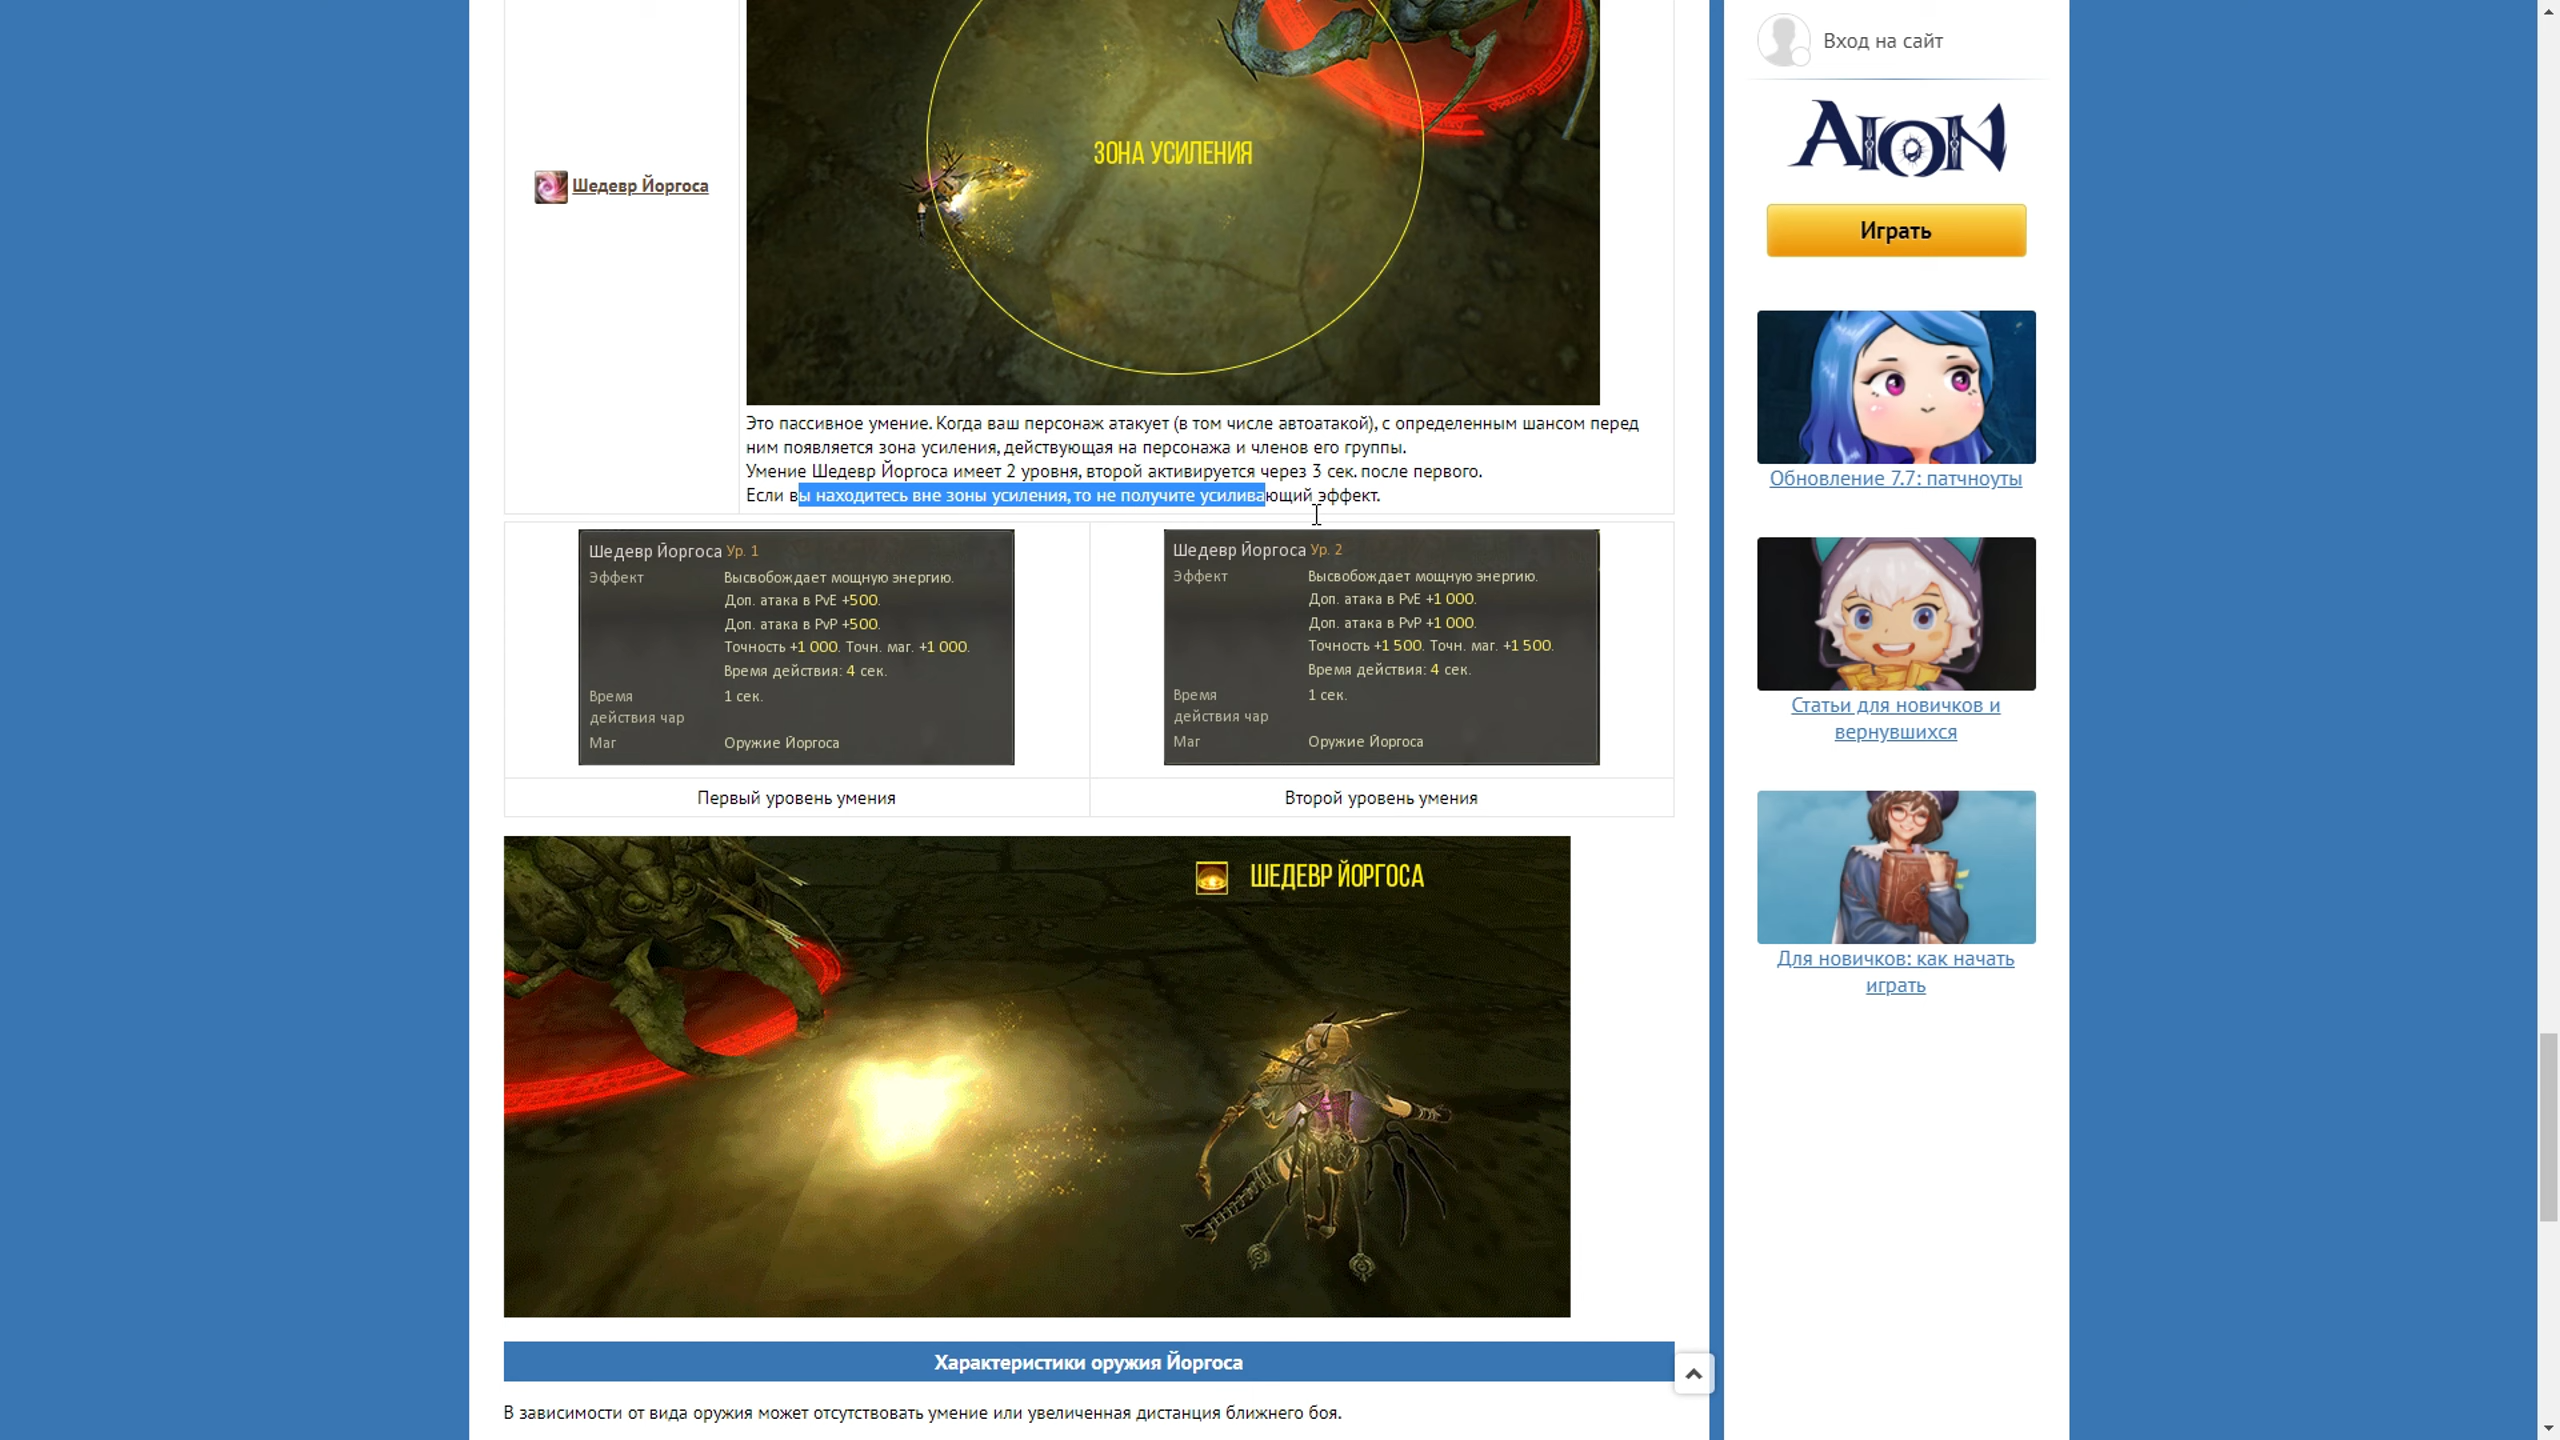 ЗОНА УСИЛЕНИЯ
Шедевр Йоргоса
Это пассивное умение. Когда ваш персонаж атакует (в том числе автоатакой), с определенным шансом перед
ним появляется зона усиления, действующая на персонажа и членов его группы.
Умение Шедевр Йоргоса имеет 2 уровня, второй активируется через 3 сек. после первого.
Если вы находитесь вне зоны усиления, то не получите усиливающий эффект.
Шедевр Йоргоса Ур. 1
Эффект Высвобождает мощную энергию.
Доп. атака в PvE +500.
Доп. атака в PvP +500.
Точность +1 000. Точн. маг. +1 000.
Время действия: 4 сек.
Время 1 сек.
действия чар
Маг Оружие Йоргоса
Шедевр Йоргоса Ур. 2
Эффект Высвобождает мощную энергию.
Доп. атака в PvE +1 000.
Доп. атака в PvP +1 000.
Точность +1 500. Точн. маг. +1 500.
Время действия: 4 сек.
Время 1 сек.
действия чар
Маг Оружие Йоргоса
Первый уровень умения
Второй уровень умения
ШЕДЕВР ЙОРГОСА
Характеристики оружия Йоргоса
В зависимости от вида оружия может отсутствовать умение или увеличенная дистанция ближнего боя.
Вход на сайт
AION
Играть
Обновление 7.7: патчноуты
Статьи для новичков и
вернувшихся
Для новичков: как начать
играть